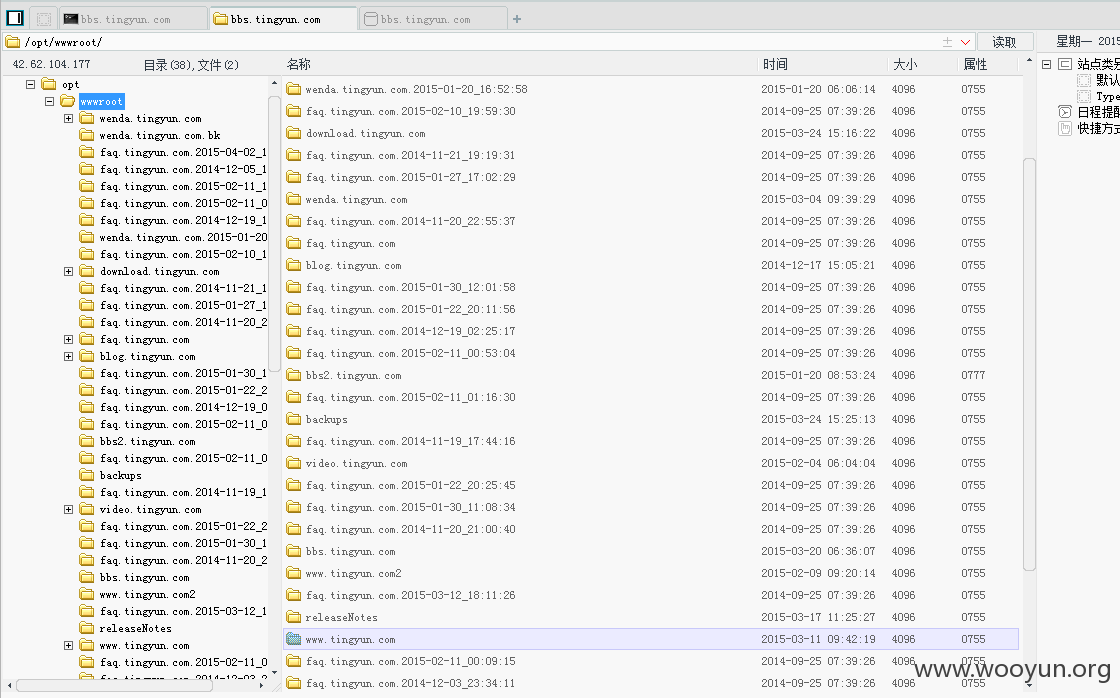 bbs.tingyun.com
bbs.tingyun.com
bbs.tingyun.com
+
/opt/wwwroot/
读取
星期一 2015
42.62.104.177
目录(38),文件(2)
名称 时间 大小 属性
站点类别
默认
Type
日程提醒
快捷方式
opt
wwwroot
wenda.tingyun.com
wenda.tingyun.com.bk
faq.tingyun.com.2015-04-02_1
faq.tingyun.com.2014-12-05_1
faq.tingyun.com.2015-02-11_1
faq.tingyun.com.2015-02-11_0
faq.tingyun.com.2014-12-19_1
wenda.tingyun.com.2015-01-20
faq.tingyun.com.2015-02-10_1
download.tingyun.com
faq.tingyun.com.2014-11-21_1
faq.tingyun.com.2015-01-27_1
faq.tingyun.com.2014-11-20_2
faq.tingyun.com
blog.tingyun.com
faq.tingyun.com.2015-01-30_1
faq.tingyun.com.2015-01-22_2
faq.tingyun.com.2014-12-19_0
faq.tingyun.com.2015-02-11_0
bbs2.tingyun.com
faq.tingyun.com.2015-02-11_0
backups
faq.tingyun.com.2014-11-19_1
video.tingyun.com
faq.tingyun.com.2015-01-22_2
faq.tingyun.com.2015-01-30_1
faq.tingyun.com.2014-11-20_2
bbs.tingyun.com
www.tingyun.com2
faq.tingyun.com.2015-03-12_1
releaseNotes
www.tingyun.com
faq.tingyun.com.2015-02-11_0
wenda.tingyun.com.2015-01-20_16:52:58 2015-01-20 06:06:14 4096 0755
faq.tingyun.com.2015-02-10_19:59:30 2014-09-25 07:39:26 4096 0755
download.tingyun.com 2015-03-24 15:16:22 4096 0755
faq.tingyun.com.2014-11-21_19:19:31 2014-09-25 07:39:26 4096 0755
faq.tingyun.com.2015-01-27_17:02:29 2014-09-25 07:39:26 4096 0755
wenda.tingyun.com 2015-03-04 09:39:29 4096 0755
faq.tingyun.com.2014-11-20_22:55:37 2014-09-25 07:39:26 4096 0755
faq.tingyun.com 2014-09-25 07:39:26 4096 0755
blog.tingyun.com 2014-12-17 15:05:21 4096 0755
faq.tingyun.com.2015-01-30_12:01:58 2014-09-25 07:39:26 4096 0755
faq.tingyun.com.2015-01-22_20:11:56 2014-09-25 07:39:26 4096 0755
faq.tingyun.com.2014-12-19_02:25:17 2014-09-25 07:39:26 4096 0755
faq.tingyun.com.2015-02-11_00:53:04 2014-09-25 07:39:26 4096 0755
bbs2.tingyun.com 2015-01-20 08:53:24 4096 0777
faq.tingyun.com.2015-02-11_01:16:30 2014-09-25 07:39:26 4096 0755
backups 2015-03-24 15:25:13 4096 0755
faq.tingyun.com.2014-11-19_17:44:16 2014-09-25 07:39:26 4096 0755
video.tingyun.com 2015-02-04 06:04:04 4096 0755
faq.tingyun.com.2015-01-22_20:25:45 2014-09-25 07:39:26 4096 0755
faq.tingyun.com.2015-01-30_11:08:34 2014-09-25 07:39:26 4096 0755
faq.tingyun.com.2014-11-20_21:00:40 2014-09-25 07:39:26 4096 0755
bbs.tingyun.com 2015-03-20 06:36:07 4096 0755
www.tingyun.com2 2015-02-09 09:20:14 4096 0755
faq.tingyun.com.2015-03-12_18:11:26 2014-09-25 07:39:26 4096 0755
releaseNotes 2015-03-17 11:25:27 4096 0755
www.tingyun.com 2015-03-11 09:42:19 4096 0755
faq.tingyun.com.2015-02-11_00:09:15 2014-09-25 07:39:26 4096 0755
faq.tingyun.com.2014-12-03_23:34:11 2014-09-25 07:39:26 4096 0755
www.wooyun.org